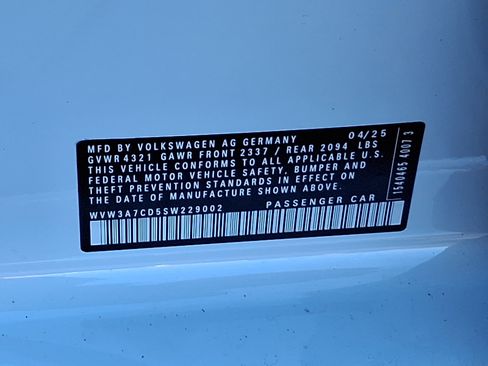 MFD BY VOLKSWAGEN AG GERMANY 04/25
GVWR 4321 GAWR FRONT 2337 / REAR 2094 LBS
THIS VEHICLE CONFORMS TO ALL APPLICABLE U.S.
FEDERAL MOTOR VEHICLE SAFETY, BUMPER AND
THEFT PREVENTION STANDARDS IN EFFECT ON
THE DATE OF MANUFACTURE SHOWN ABOVE.
WVW3A7CD5SW229002 PASSENGER CAR
1540465 4007 3